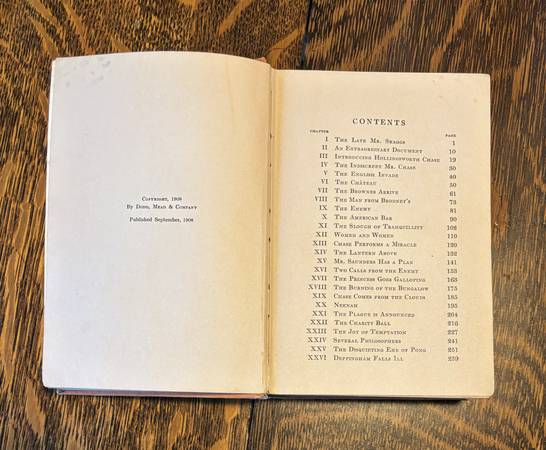 Copyright, 1908
By Dodd, Mead & Company
Published September, 1908
CONTENTS
CHAPTER PAGE
I The Late Mr. Skaggs 1
II An Extraordinary Document 10
III Introducing Hollingsworth Chase 19
IV The Indiscreet Mr. Chase 30
V The English Invade 40
VI The Château 50
VII The Brownes Arrive 61
VIII The Man from Brodney's 73
IX The Enemy 81
X The American Bar 90
XI The Slough of Tranquillity 102
XII Women and Women 110
XIII Chase Performs a Miracle 120
XIV The Lantern Above 132
XV Mr. Saunders Has a Plan 141
XVI Two Calls from the Enemy 153
XVII The Princess Goes Galloping 163
XVIII The Burning of the Bungalow 175
XIX Chase Comes from the Clouds 185
XX Neenah 195
XXI The Plague is Announced 204
XXII The Charity Ball 216
XXIII The Joy of Temptation 227
XXIV Several Philosophers 241
XXV The Disquieting End of Pong 251
XXVI Deppingham Falls Ill 259